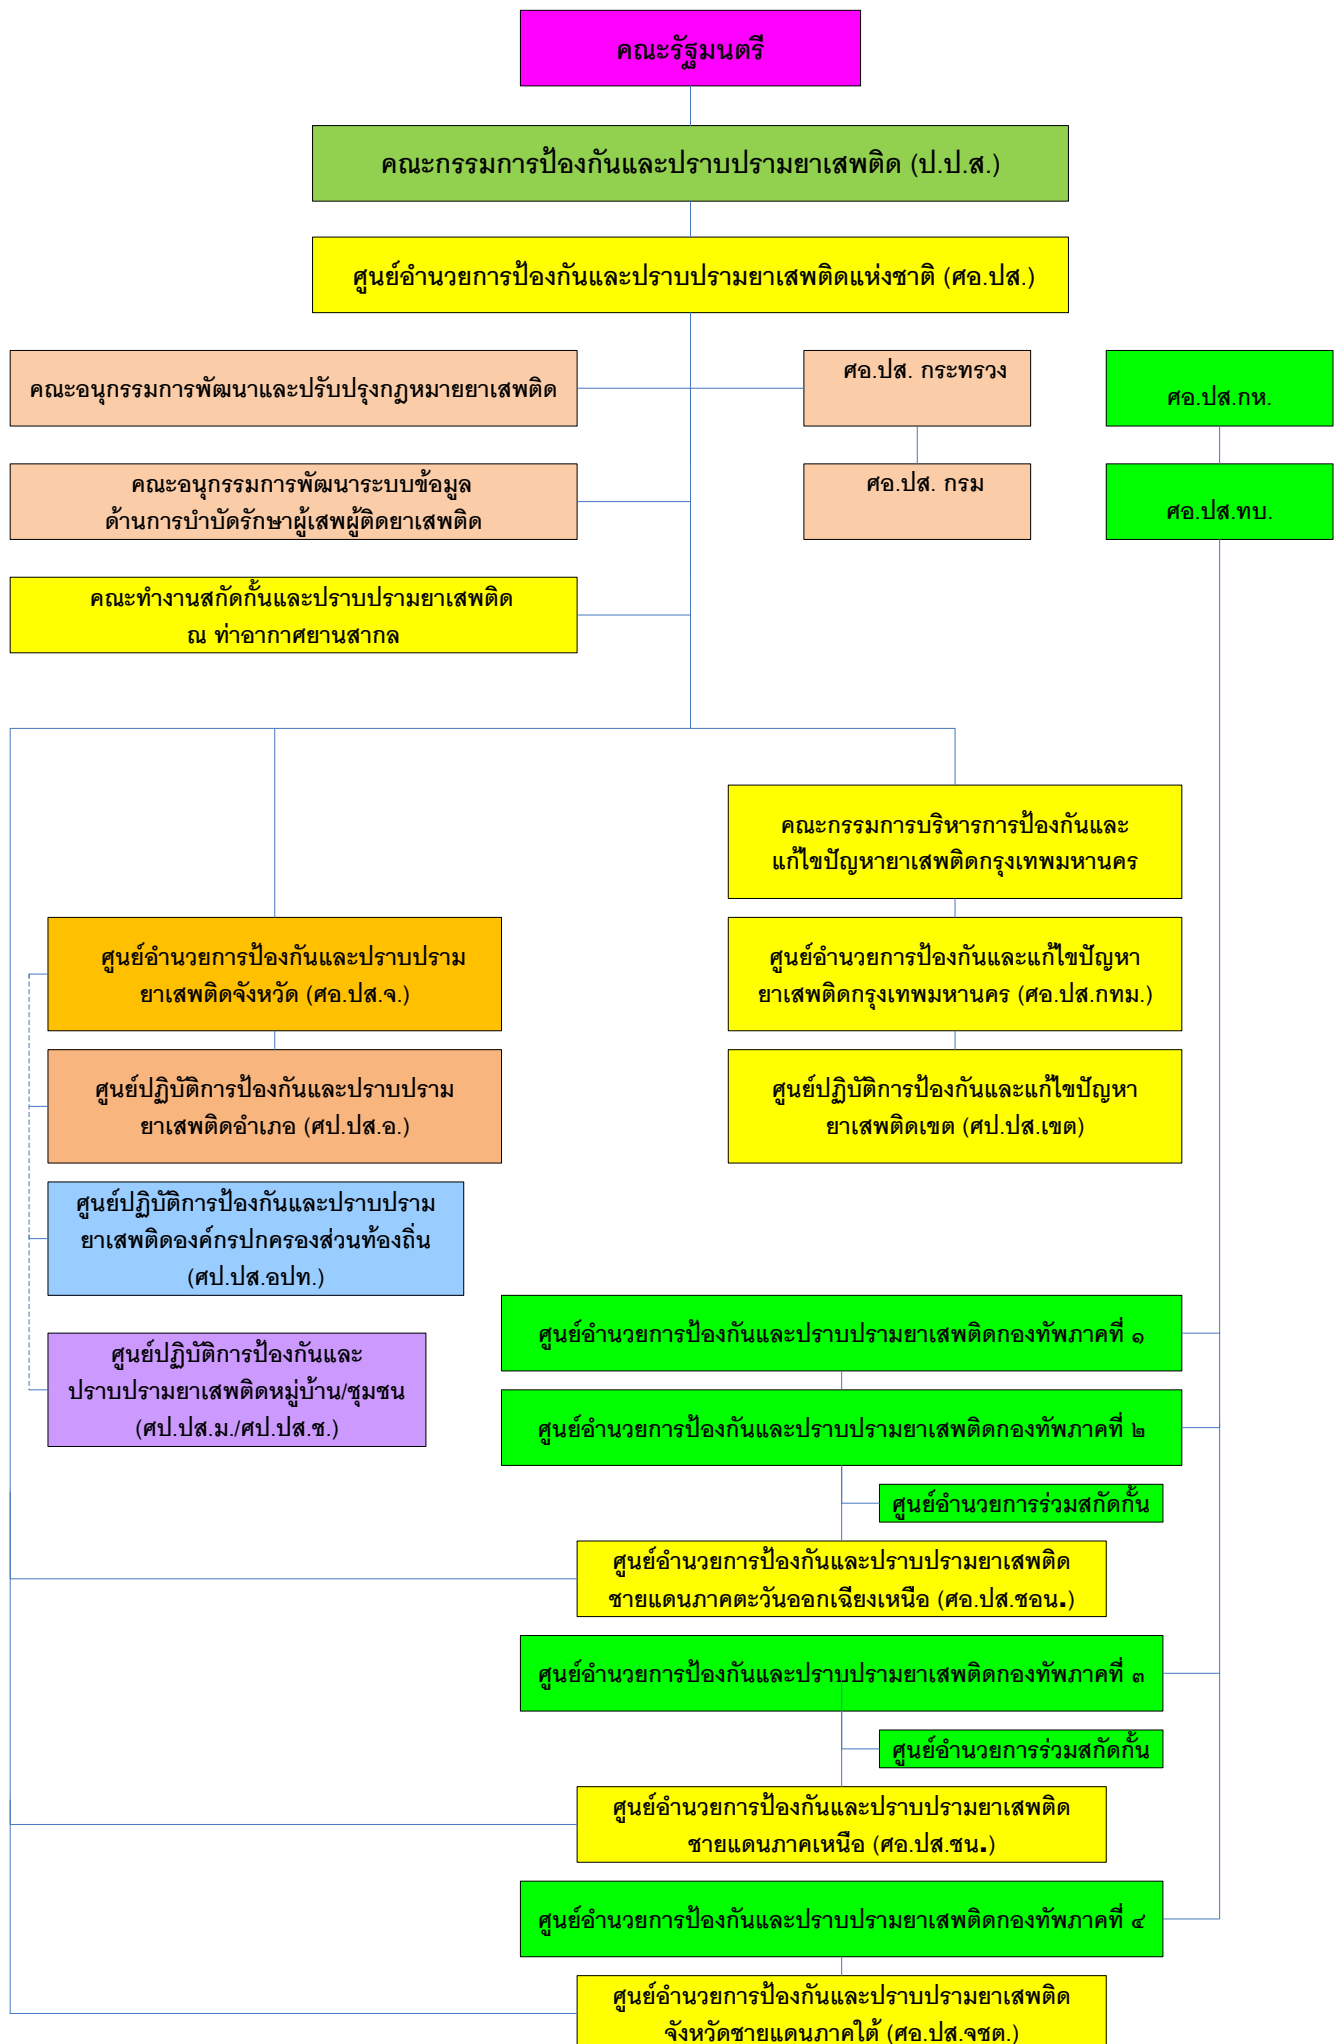 คณะรัฐมนตรี
คณะกรรมการป้องกันและปราบปรามยาเสพติด (ป.ป.ส.)
ศูนย์อำนวยการป้องกันและปราบปรามยาเสพติดแห่งชาติ (ศอ.ปส.)
คณะอนุกรรมการพัฒนาและปรับปรุงกฎหมายยาเสพติด
ศอ.ปส. กระทรวง
ศอ.ปส.กห.
คณะอนุกรรมการพัฒนาระบบข้อมูล
ด้านการบำบัดรักษาผู้เสพผู้ติดยาเสพติด
ศอ.ปส. กรม
ศอ.ปส.ทบ.
คณะทำงานสกัดกั้นและปราบปรามยาเสพติด
ณ ท่าอากาศยานสากล
คณะกรรมการบริหารการป้องกันและ
แก้ไขปัญหายาเสพติดกรุงเทพมหานคร
ศูนย์อำนวยการป้องกันและปราบปราม
ยาเสพติดจังหวัด (ศอ.ปส.จ.)
ศูนย์อำนวยการป้องกันและแก้ไขปัญหา
ยาเสพติดกรุงเทพมหานคร (ศอ.ปส.กทม.)
ศูนย์ปฏิบัติการป้องกันและปราบปราม
ยาเสพติดอำเภอ (ศป.ปส.อ.)
ศูนย์ปฏิบัติการป้องกันและแก้ไขปัญหา
ยาเสพติดเขต (ศป.ปส.เขต)
ศูนย์ปฏิบัติการป้องกันและปราบปราม
ยาเสพติดองค์กรปกครองส่วนท้องถิ่น
(ศป.ปส.อปท.)
ศูนย์ปฏิบัติการป้องกันและ
ปราบปรามยาเสพติดหมู่บ้าน/ชุมชน
(ศป.ปส.ม./ศป.ปส.ช.)
ศูนย์อำนวยการป้องกันและปราบปรามยาเสพติดกองทัพภาคที่ ๑
ศูนย์อำนวยการป้องกันและปราบปรามยาเสพติดกองทัพภาคที่ ๒
ศูนย์อำนวยการร่วมสกัดกั้น
ศูนย์อำนวยการป้องกันและปราบปรามยาเสพติด
ชายแดนภาคตะวันออกเฉียงเหนือ (ศอ.ปส.ชอน.)
ศูนย์อำนวยการป้องกันและปราบปรามยาเสพติดกองทัพภาคที่ ๓
ศูนย์อำนวยการร่วมสกัดกั้น
ศูนย์อำนวยการป้องกันและปราบปรามยาเสพติด
ชายแดนภาคเหนือ (ศอ.ปส.ชน.)
ศูนย์อำนวยการป้องกันและปราบปรามยาเสพติดกองทัพภาคที่ ๔
ศูนย์อำนวยการป้องกันและปราบปรามยาเสพติด
จังหวัดชายแดนภาคใต้ (ศอ.ปส.จชต.)